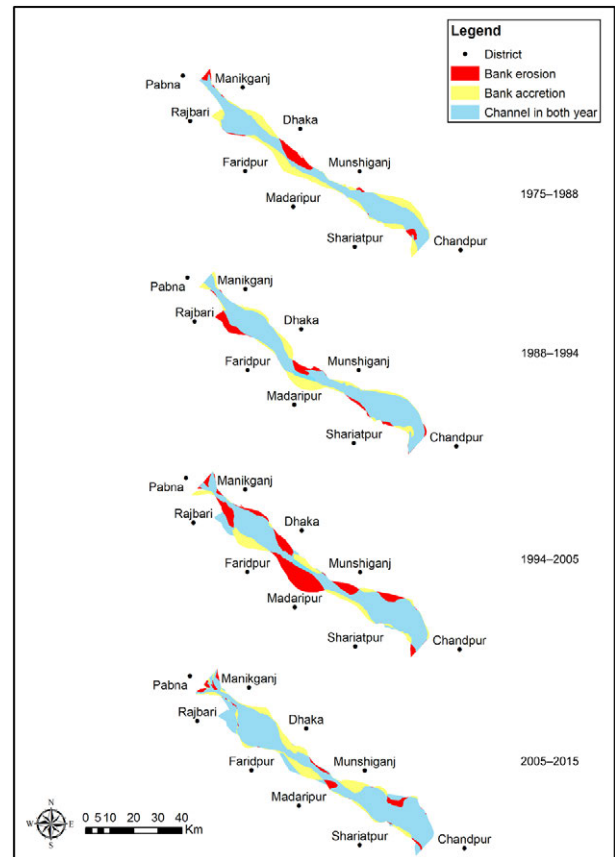 Legend
District
Bank erosion
Bank accretion
Channel in both year
Pabna
Manikganj
Rajbari
Dhaka
Faridpur
Munshiganj
Madaripur
1975–1988
Shariatpur
Chandpur
Pabna
Manikganj
Rajbari
Dhaka
1988–1994
Faridpur
Munshiganj
Madaripur
Shariatpur
Chandpur
Pabna
Manikganj
Rajbari
Dhaka
1994–2005
Faridpur
Munshiganj
Madaripur
Shariatpur
Chandpur
Pabna
Manikganj
Rajbari
Dhaka
2005–2015
Faridpur
Munshiganj
Madaripur
Shariatpur
Chandpur
N
W E
S
0 5 10 20 30 40
Km